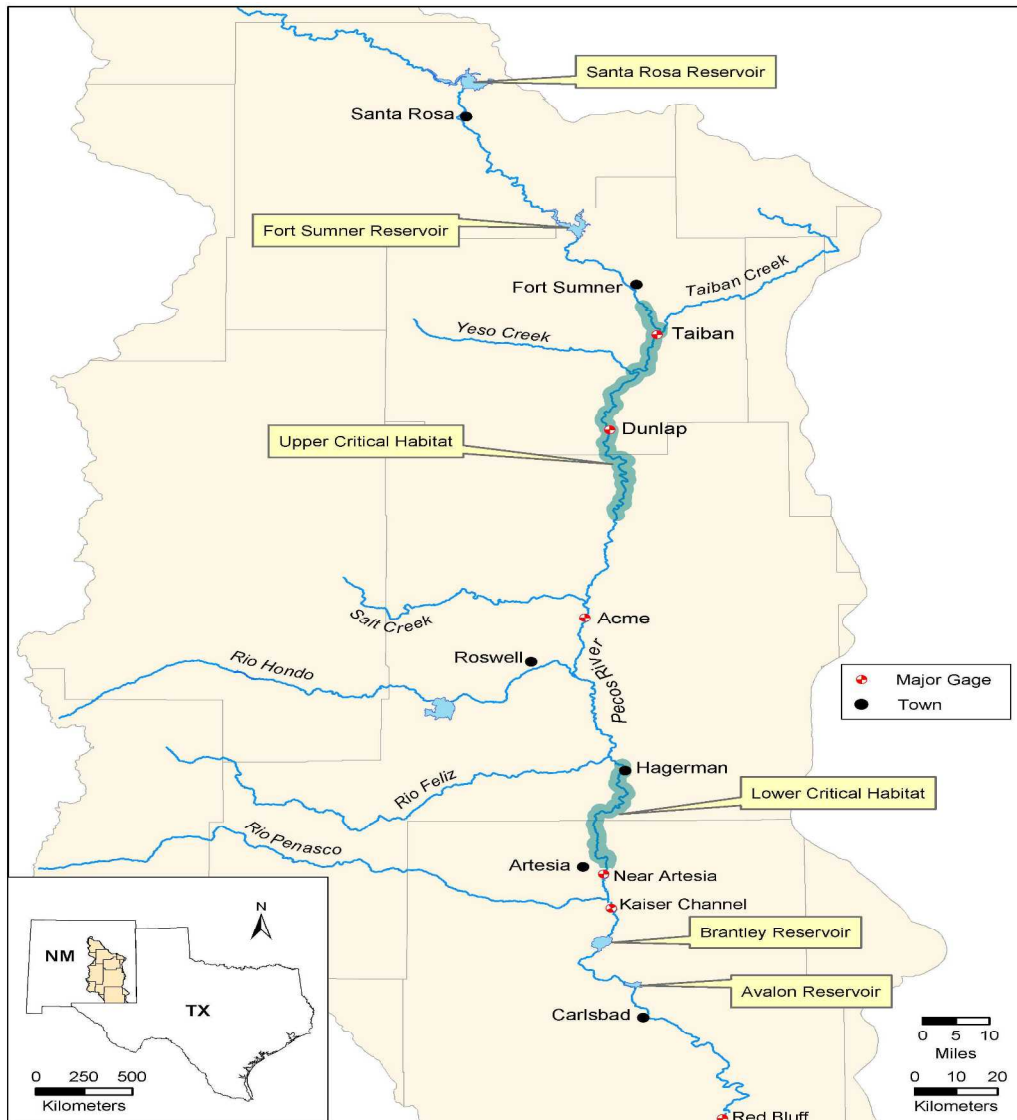 Santa Rosa Reservoir
Santa Rosa
Fort Sumner Reservoir
Taiban Creek
Fort Sumner
Yeso Creek
Taiban
Dunlap
Upper Critical Habitat
Salt Creek
Acme
Roswell
Rio Hondo
Pecos River
Major Gage
Town
Hagerman
Rio Feliz
Lower Critical Habitat
Rio Penasco
Artesia
Near Artesia
Kaiser Channel
Brantley Reservoir
Avalon Reservoir
Carlsbad
N
NM
TX
0 250 500
Kilometers
0 5 10
Miles
0 10 20
Kilometers
Red Bluff